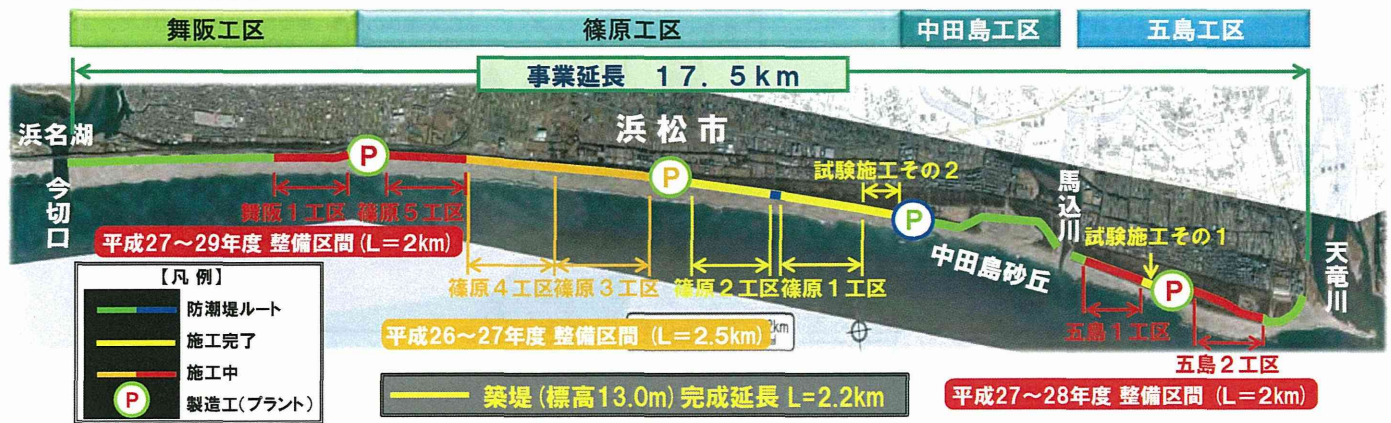 舞阪工区
篠原工区
中田島工区
五島工区
事業延長 17.5km
浜名湖
今切口
浜松市
試験施工その2
馬込川
試験施工その1
天竜川
中田島砂丘
P
P
P
P
舞阪1工区
篠原5工区
平成27~29年度 整備区間(L=2km)
篠原4工区
篠原3工区
篠原2工区
篠原1工区
五島1工区
五島2工区
平成26~27年度 整備区間(L=2.5km)
2km
平成27~28年度 整備区間(L=2km)
【凡例】
防潮堤ルート
施工完了
施工中
P 製造工(プラント)
築堤(標高13.0m)完成延長 L=2.2km